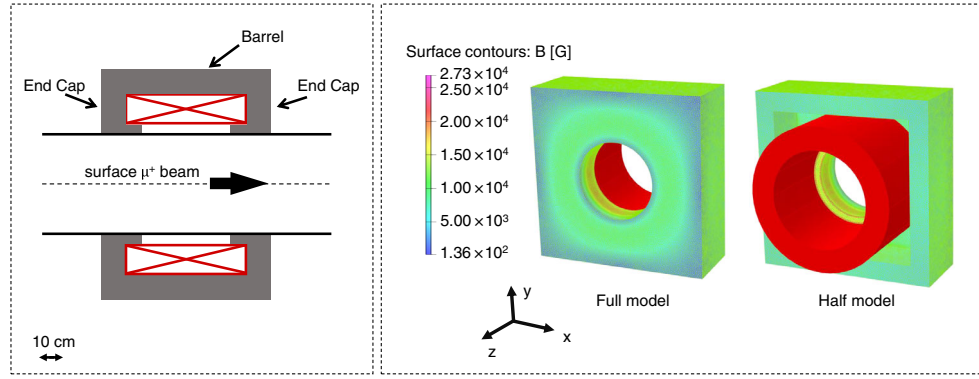 Barrel
End Cap
End Cap
surface μ⁺ beam
10 cm
Surface contours: B [G]
2.73 × 10⁴
2.50 × 10⁴
2.00 × 10⁴
1.50 × 10⁴
1.00 × 10⁴
5.00 × 10³
1.36 × 10²
y
x
z
Full model
Half model